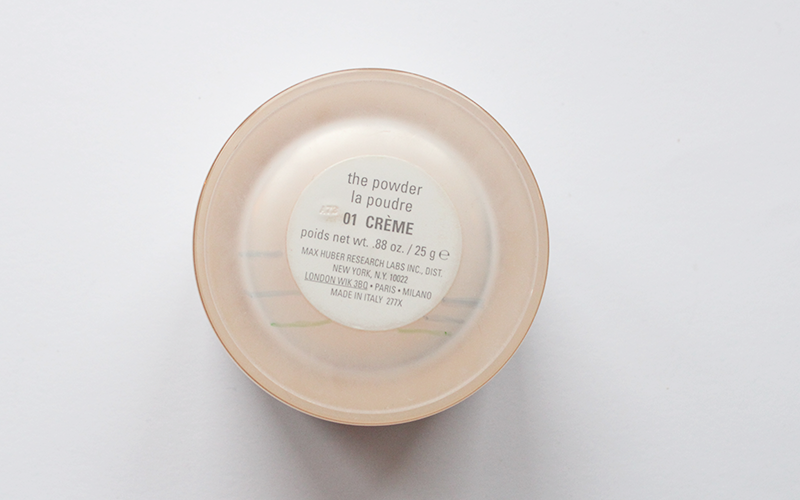 the powder
la poudre
01 CRÈME
poids net wt. .88 oz. / 25 g ℮
MAX HUBER RESEARCH LABS INC., DIST.
NEW YORK, N.Y. 10022
LONDON WIK 3BQ • PARIS • MILANO
MADE IN ITALY 277X